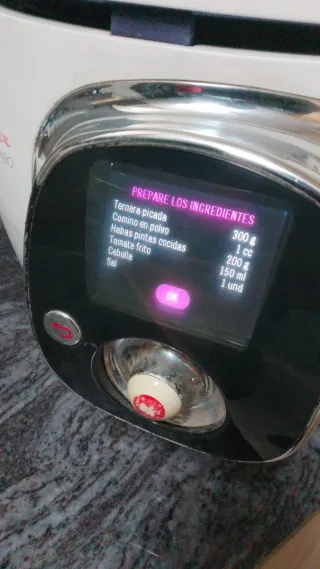 PREPARE LOS INGREDIENTES
Ternera picada 300 g
Comino en polvo 1 cc
Habas pintas cocidas 200 g
Tomate frito 150 ml
Cebolla 1 und
Sal
OK